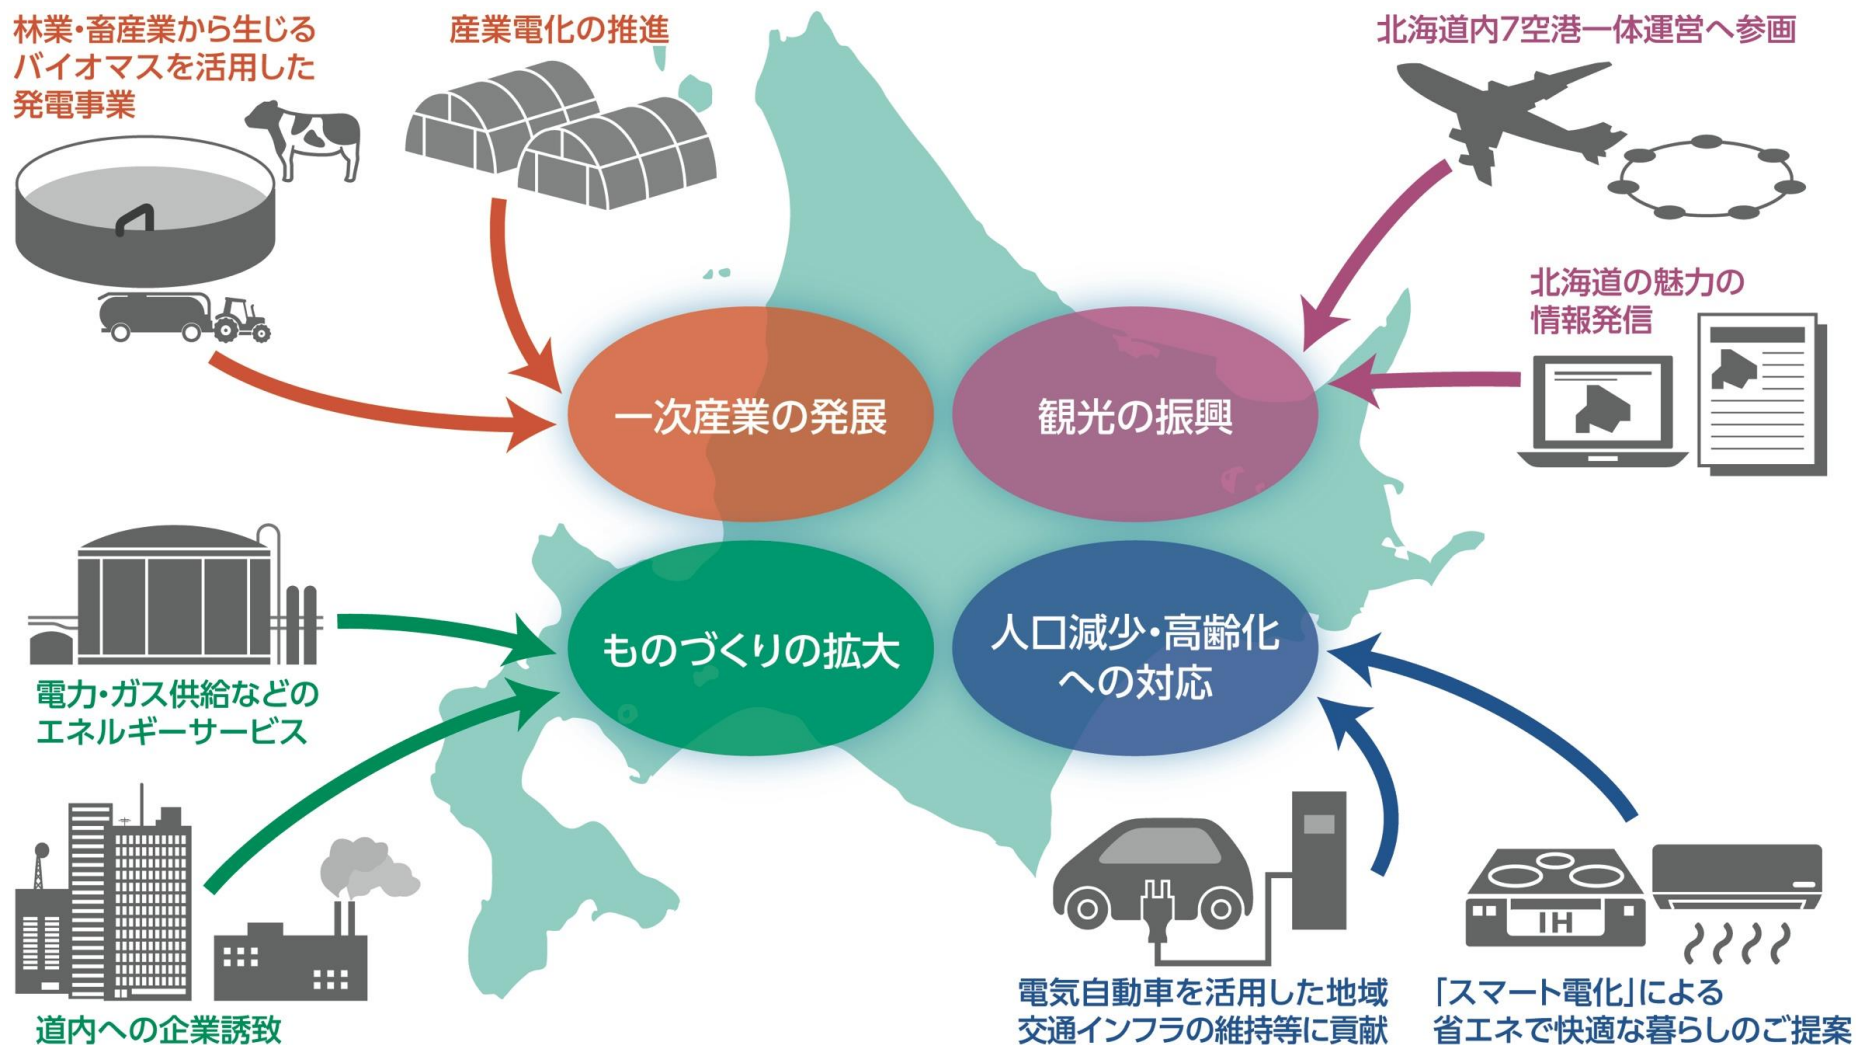 林業・畜産業から生じる
バイオマスを活用した
発電事業
産業電化の推進
北海道内7空港一体運営へ参画
北海道の魅力の
情報発信
一次産業の発展
観光の振興
ものづくりの拡大
人口減少・高齢化
への対応
電力・ガス供給などの
エネルギーサービス
道内への企業誘致
IH
電気自動車を活用した地域
交通インフラの維持等に貢献
「スマート電化」による
省エネで快適な暮らしのご提案